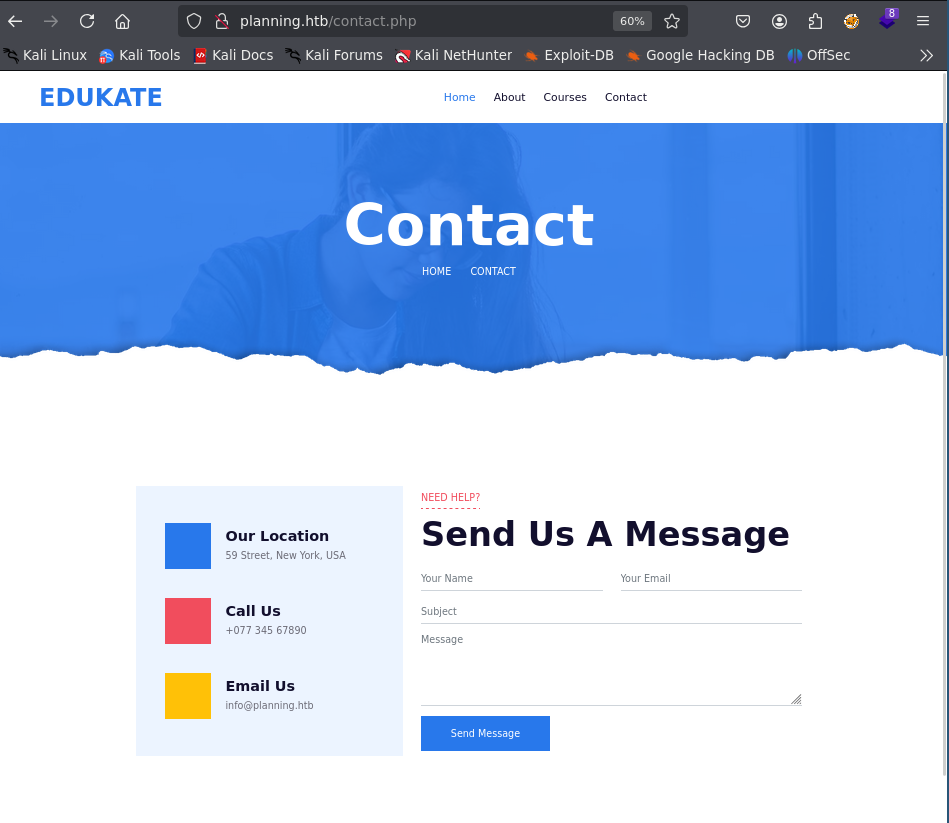 planning.htb/contact.php
60%
8
Kali Linux
Kali Tools
Kali Docs
Kali Forums
Kali NetHunter
Exploit-DB
Google Hacking DB
OffSec
EDUKATE
Home
About
Courses
Contact
Contact
HOME
CONTACT
Our Location
59 Street, New York, USA
Call Us
+077 345 67890
Email Us
info@planning.htb
NEED HELP?
Send Us A Message
Your Name
Your Email
Subject
Message
Send Message